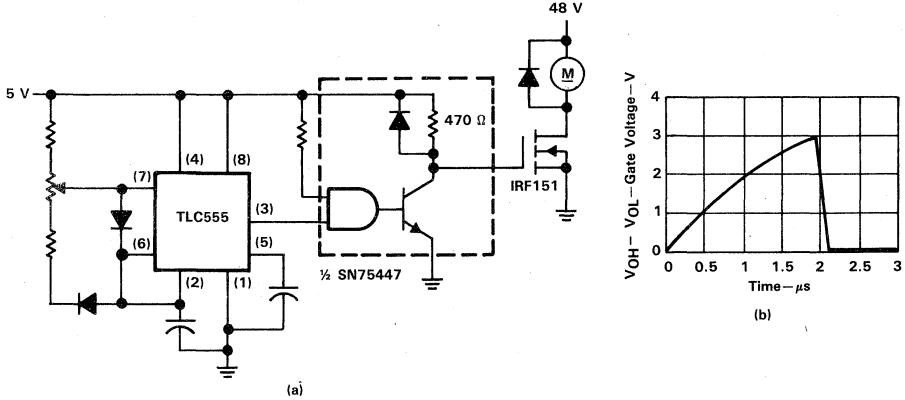 48 V
5 V
M
470 Ω
IRF151
(4)
(8)
(7)
TLC555
(3)
(6)
(5)
(2)
(1)
½ SN75447
(a)
VOH – VOL – Gate Voltage – V
4
3
2
1
0
0
0.5
1
1.5
2
2.5
3
Time – μs
(b)